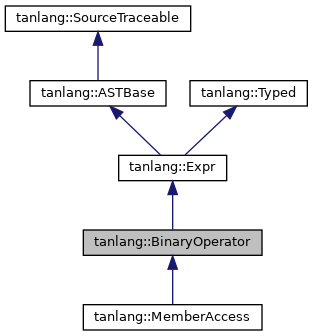 tanlang::SourceTraceable
tanlang::ASTBase
tanlang::Typed
tanlang::Expr
tanlang::BinaryOperator
tanlang::MemberAccess